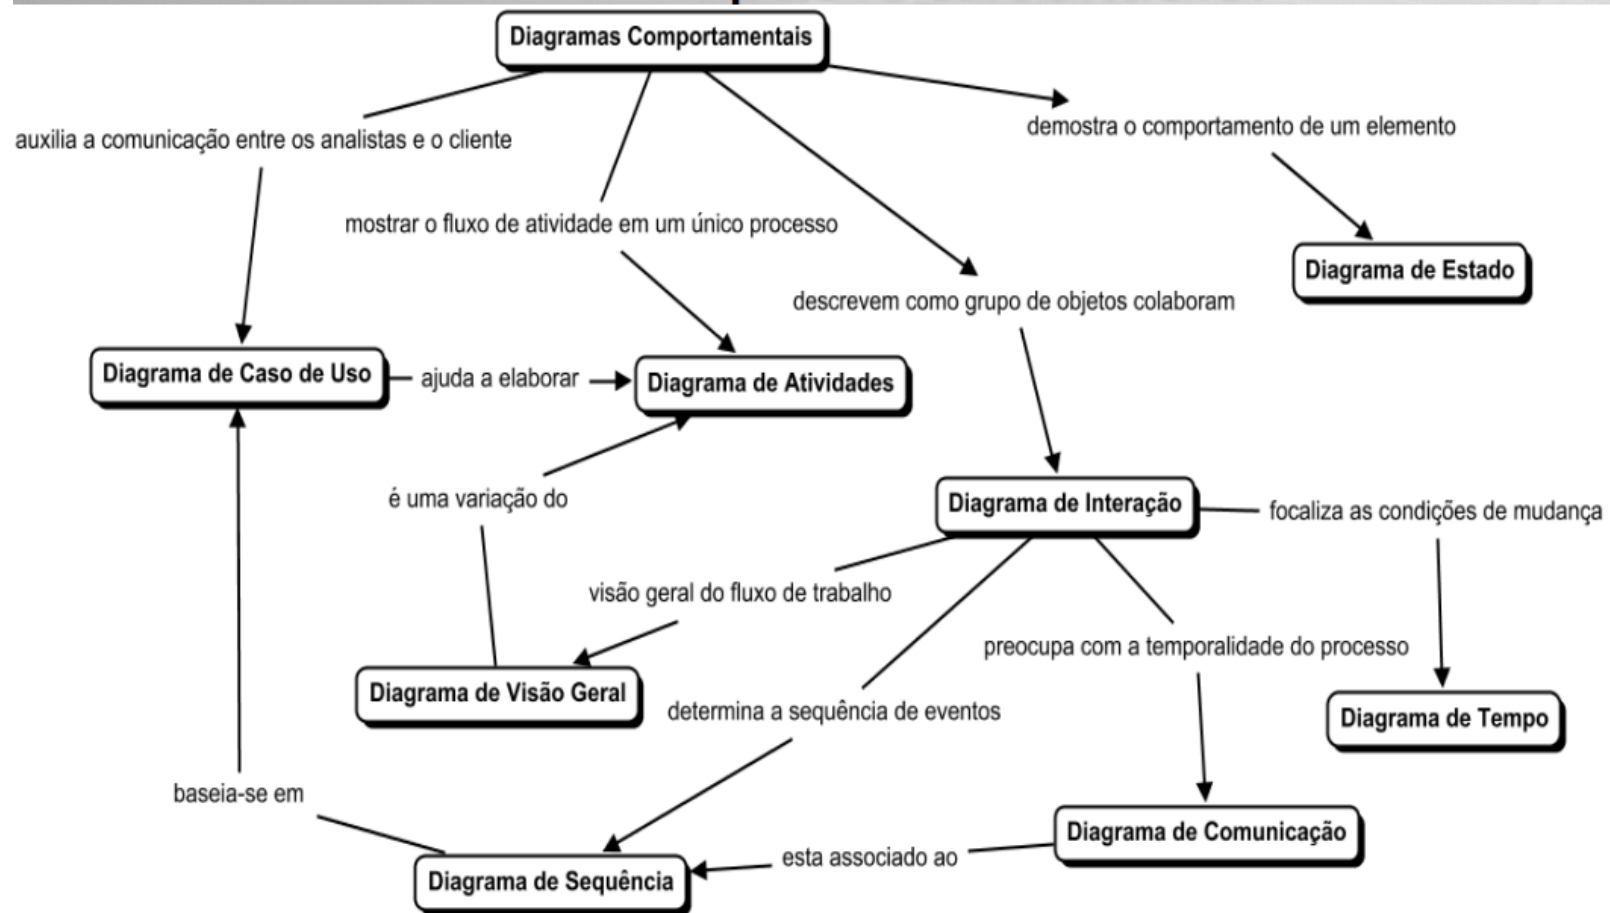 Diagramas Comportamentais
demostra o comportamento de um elemento
auxilia a comunicação entre os analistas e o cliente
mostrar o fluxo de atividade em um único processo
Diagrama de Estado
descrevem como grupo de objetos colaboram
Diagrama de Caso de Uso
ajuda a elaborar
Diagrama de Atividades
é uma variação do
Diagrama de Interação
focaliza as condições de mudança
visão geral do fluxo de trabalho
preocupa com a temporalidade do processo
Diagrama de Visão Geral
determina a sequência de eventos
Diagrama de Tempo
baseia-se em
Diagrama de Comunicação
esta associado ao
Diagrama de Sequência